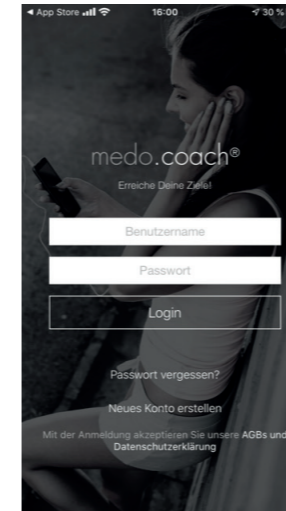 ◀ App Store 16:00 30 %
medo.coach®
Erreiche Deine Ziele!
Benutzername
Passwort
Login
Passwort vergessen?
Neues Konto erstellen
Mit der Anmeldung akzeptieren Sie unsere AGBs und
Datenschutzerklärung